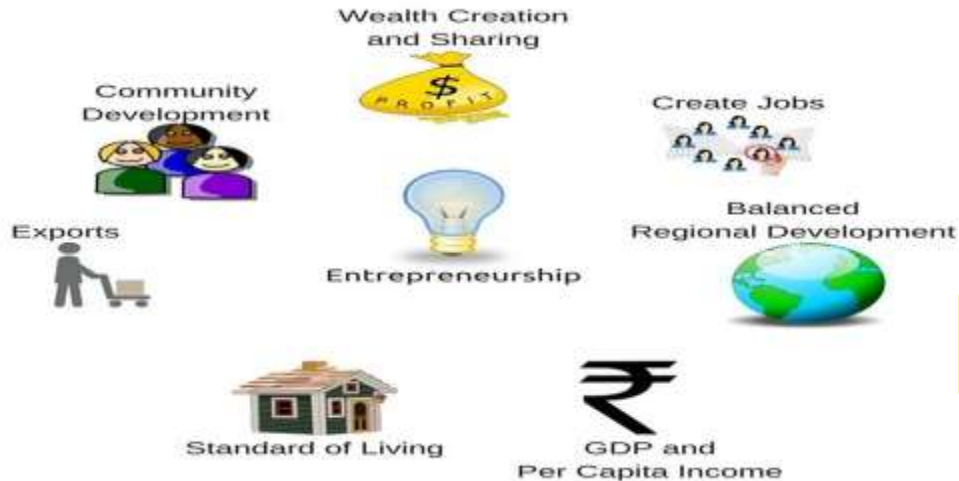 Wealth Creation
and Sharing
$
PROFIT
Community
Development
Create Jobs
Balanced
Regional Development
Exports
Entrepreneurship
₹
Standard of Living
GDP and
Per Capita Income